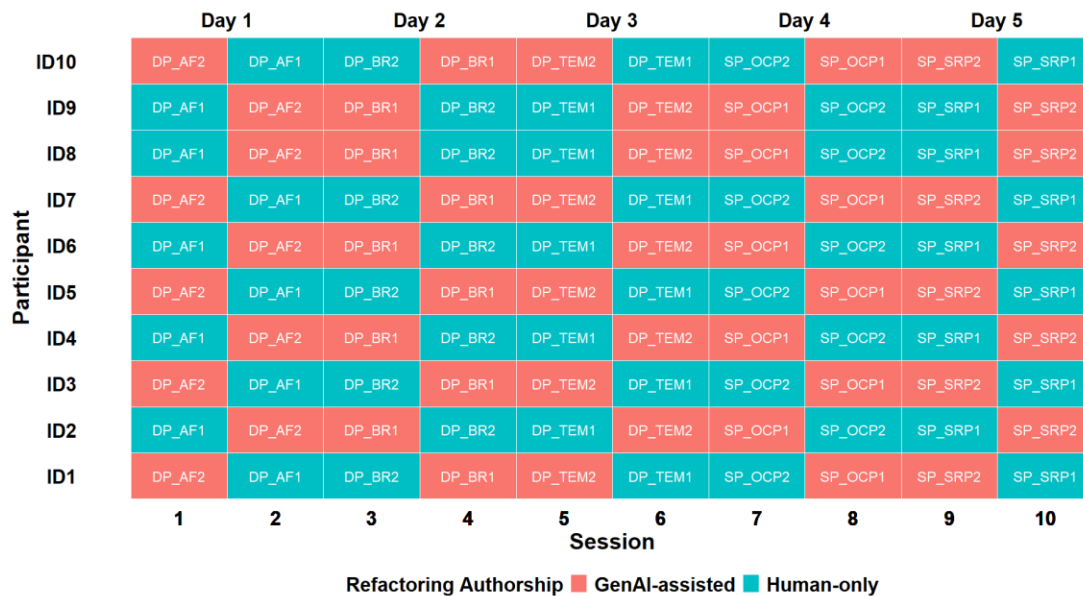 Day 1 Day 2 Day 3 Day 4 Day 5
ID10 DP_AF2 DP_AF1 DP_BR2 DP_BR1 DP_TEM2 DP_TEM1 SP_OCP2 SP_OCP1 SP_SRP2 SP_SRP1
ID9 DP_AF1 DP_AF2 DP_BR1 DP_BR2 DP_TEM1 DP_TEM2 SP_OCP1 SP_OCP2 SP_SRP1 SP_SRP2
ID8 DP_AF1 DP_AF2 DP_BR1 DP_BR2 DP_TEM1 DP_TEM2 SP_OCP1 SP_OCP2 SP_SRP1 SP_SRP2
ID7 DP_AF2 DP_AF1 DP_BR2 DP_BR1 DP_TEM2 DP_TEM1 SP_OCP2 SP_OCP1 SP_SRP2 SP_SRP1
ID6 DP_AF1 DP_AF2 DP_BR1 DP_BR2 DP_TEM1 DP_TEM2 SP_OCP1 SP_OCP2 SP_SRP1 SP_SRP2
ID5 DP_AF2 DP_AF1 DP_BR2 DP_BR1 DP_TEM2 DP_TEM1 SP_OCP2 SP_OCP1 SP_SRP2 SP_SRP1
ID4 DP_AF1 DP_AF2 DP_BR1 DP_BR2 DP_TEM1 DP_TEM2 SP_OCP1 SP_OCP2 SP_SRP1 SP_SRP2
ID3 DP_AF2 DP_AF1 DP_BR2 DP_BR1 DP_TEM2 DP_TEM1 SP_OCP2 SP_OCP1 SP_SRP2 SP_SRP1
ID2 DP_AF1 DP_AF2 DP_BR1 DP_BR2 DP_TEM1 DP_TEM2 SP_OCP1 SP_OCP2 SP_SRP1 SP_SRP2
ID1 DP_AF2 DP_AF1 DP_BR2 DP_BR1 DP_TEM2 DP_TEM1 SP_OCP2 SP_OCP1 SP_SRP2 SP_SRP1
Participant
1 2 3 4 5 6 7 8 9 10
Session
Refactoring Authorship GenAI-assisted Human-only